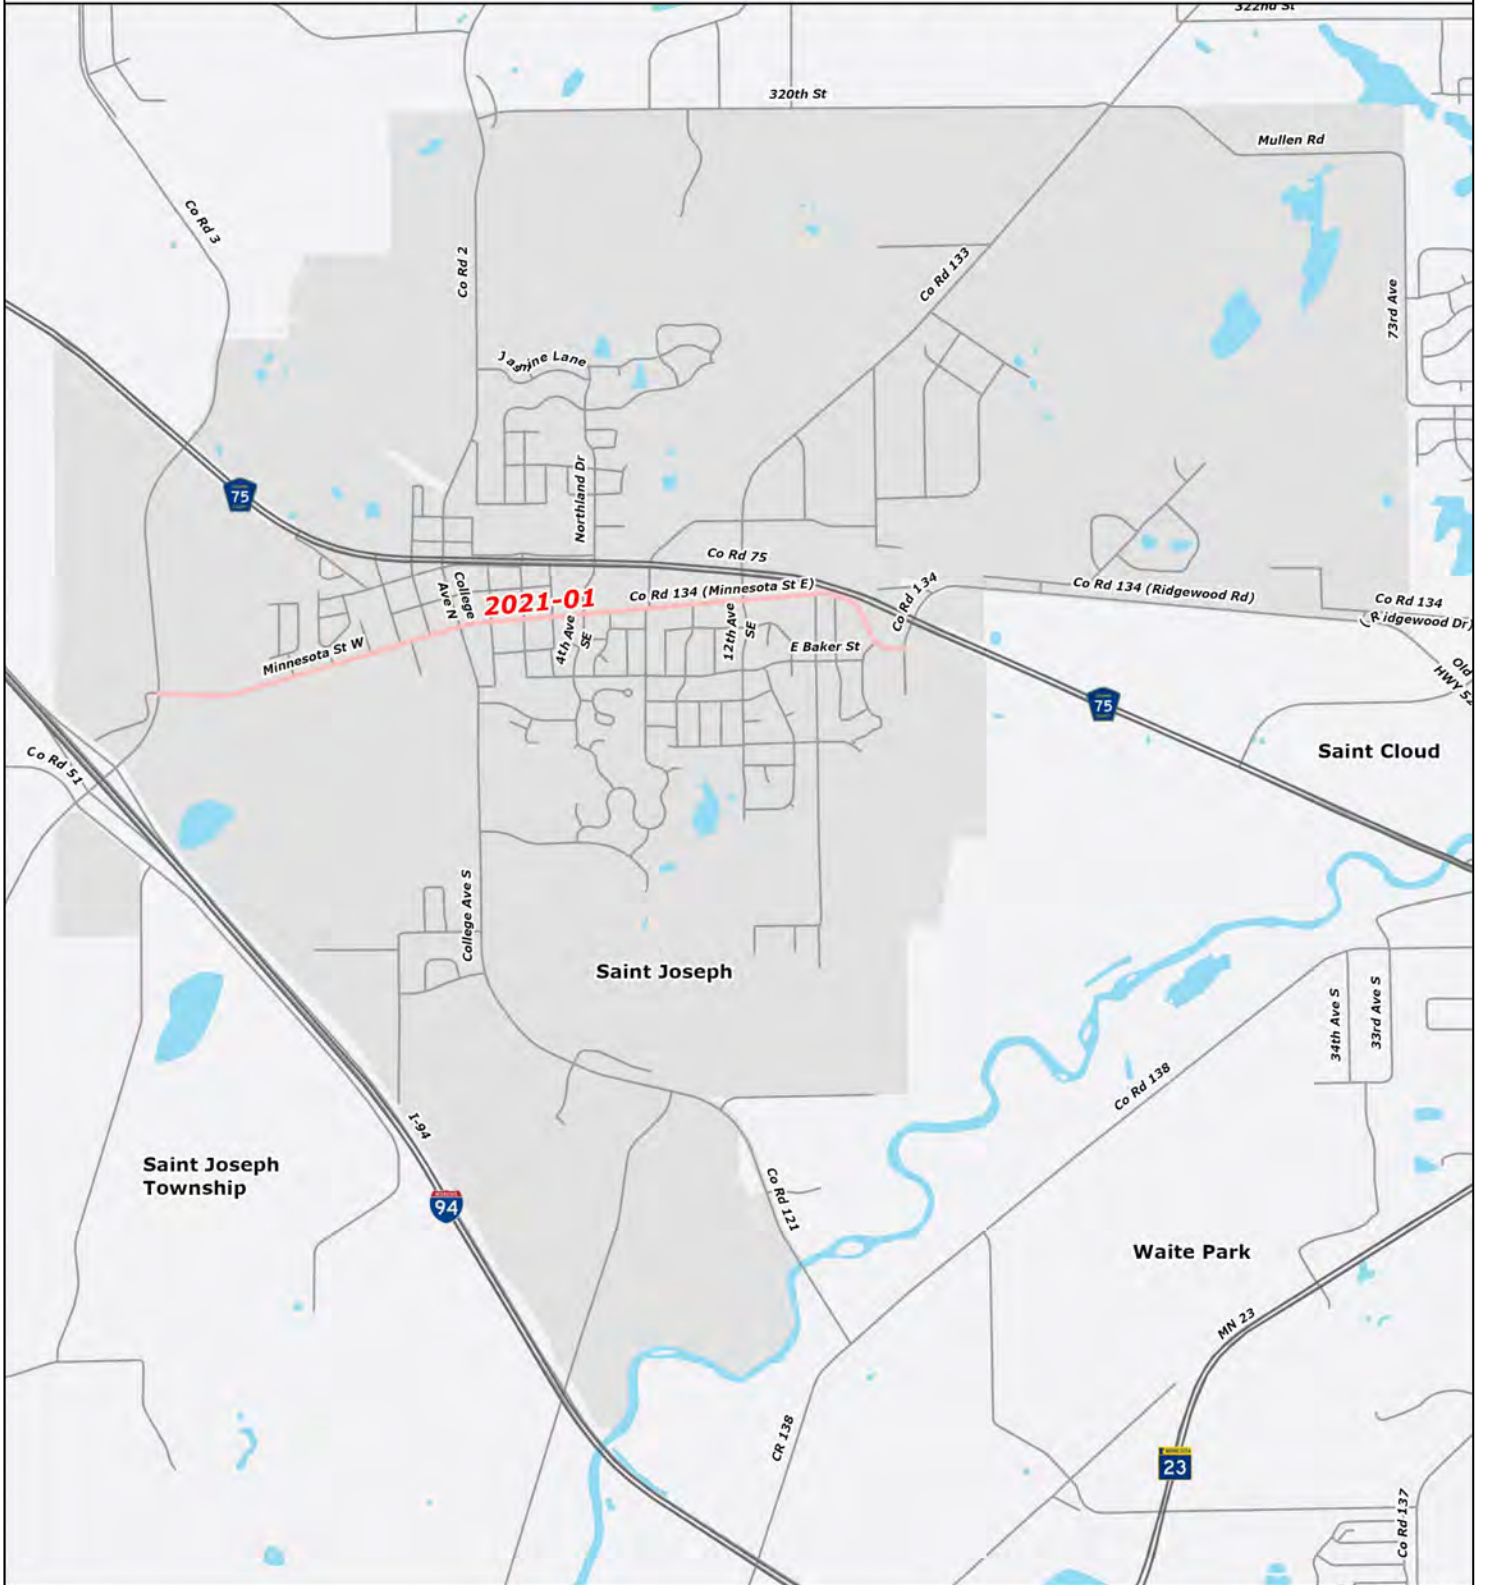 322nd St
320th St
Mullen Rd
Co Rd 3
Co Rd 2
Co Rd 133
73rd Ave
Jasmine Lane
75
Northland Dr
Co Rd 75
College
Ave N
2021-01
Co Rd 134 (Minnesota St E)
Co Rd 134
Co Rd 134 (Ridgewood Rd)
Co Rd 134
(Ridgewood Dr)
Minnesota St W
4th Ave
SE
12th Ave
SE
E Baker St
Old
HWY 52
75
Saint Cloud
Co Rd 51
College Ave S
Saint Joseph
34th Ave S
33rd Ave S
Co Rd 138
I-94
Saint Joseph
Township
94
Co Rd 121
Waite Park
MN 23
CR 138
23
Co Rd 137